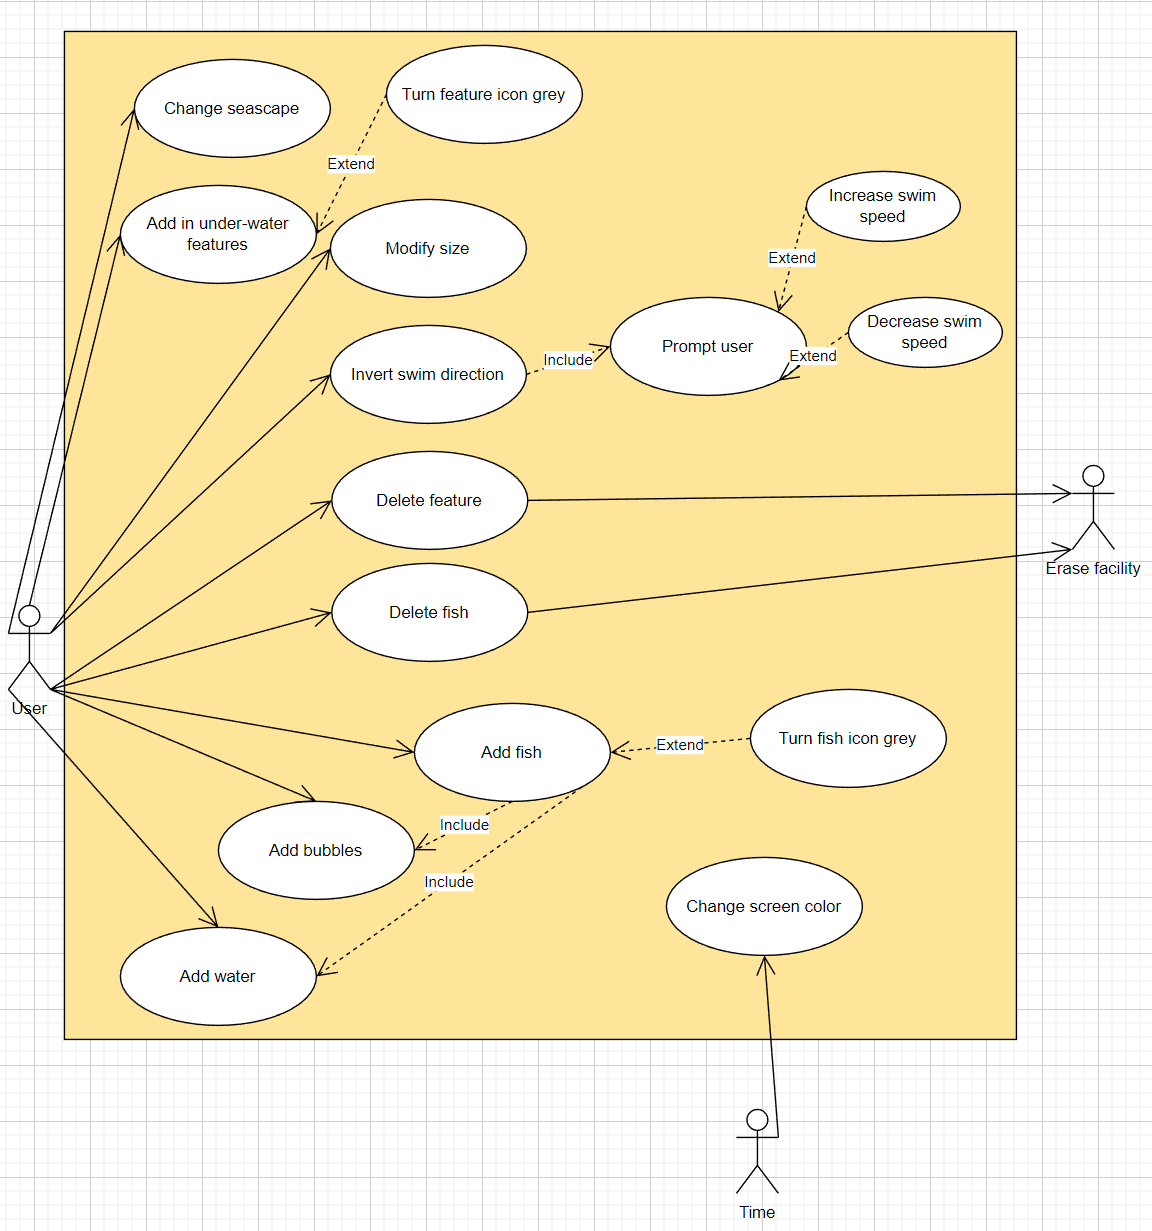 Turn feature icon grey
Change seascape
Extend
Increase swim
speed
Add in under-water
features
Modify size
Extend
Decrease swim
speed
Prompt user
Extend
Include
Invert swim direction
Delete feature
Erase facility
Delete fish
User
Turn fish icon grey
Extend
Add fish
Include
Add bubbles
Include
Change screen color
Add water
Time